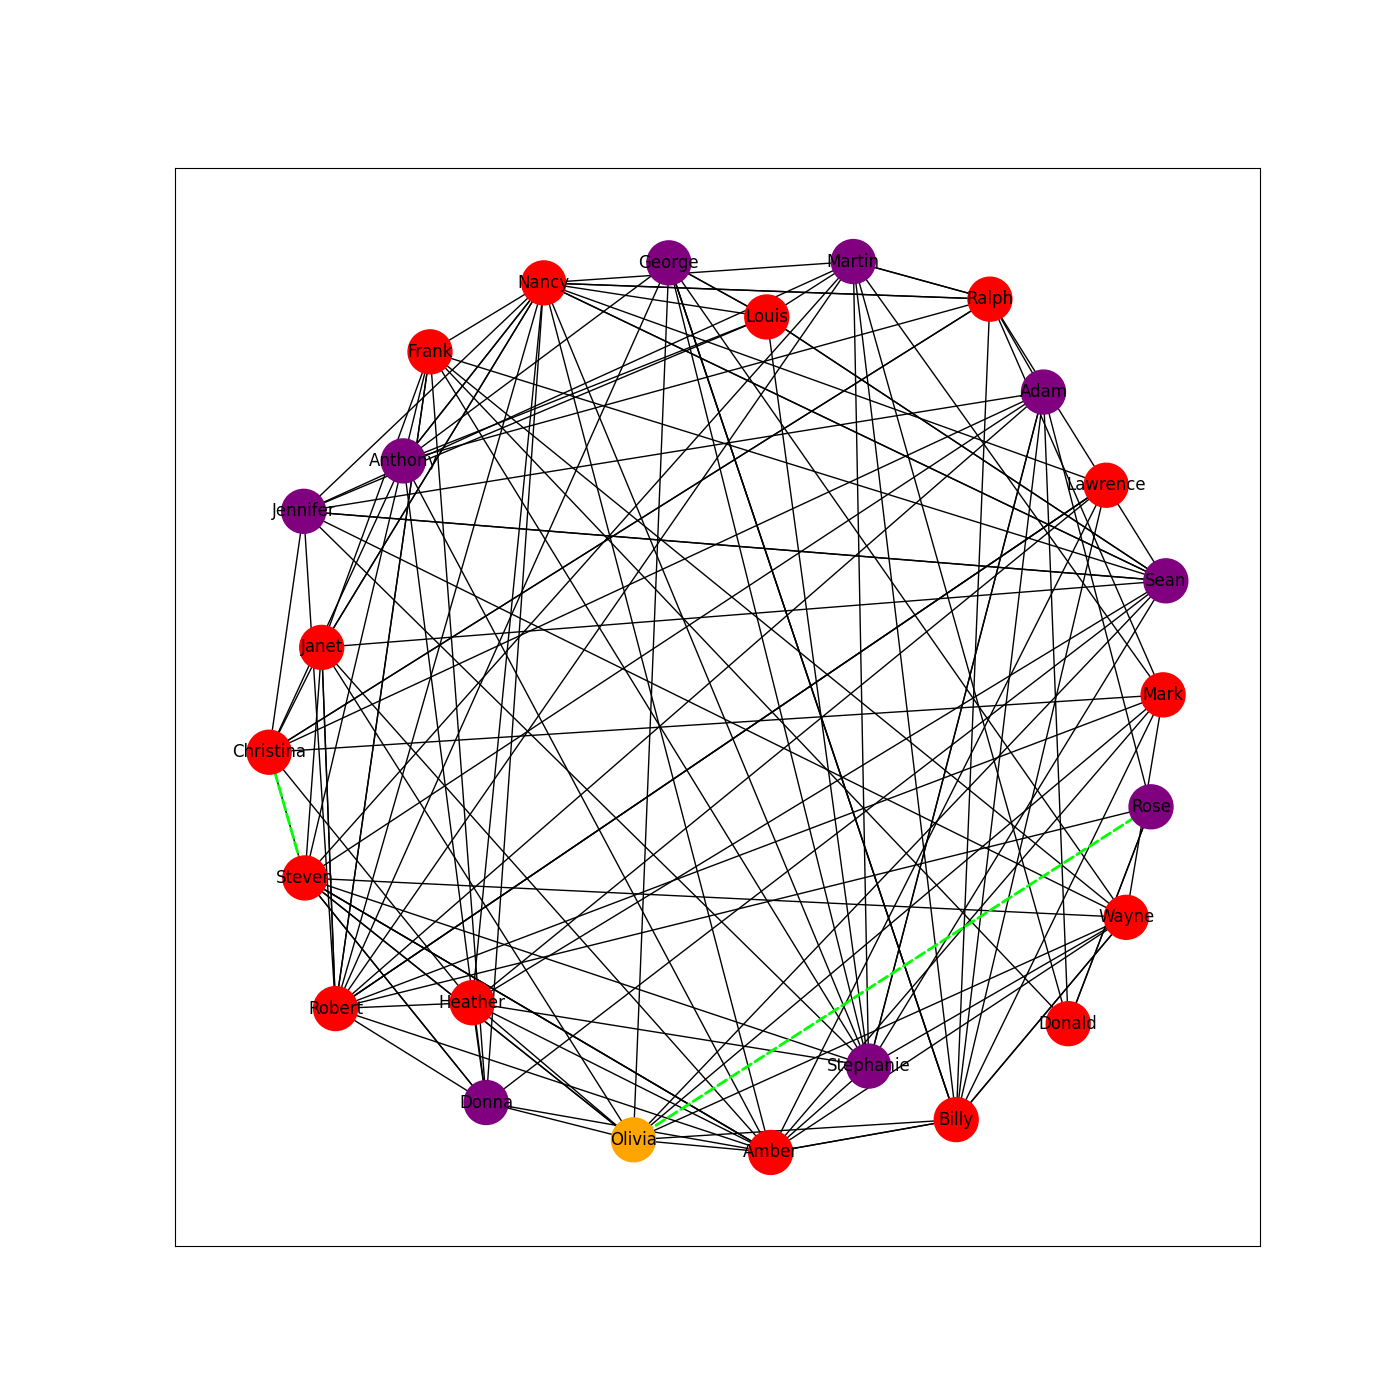 George
Martin
Nancy
Ralph
Louis
Frank
Adam
Anthony
Lawrence
Jennifer
Sean
Janet
Mark
Christina
Rose
Steven
Wayne
Heather
Robert
Donald
Stephanie
Donna
Billy
Olivia
Amber